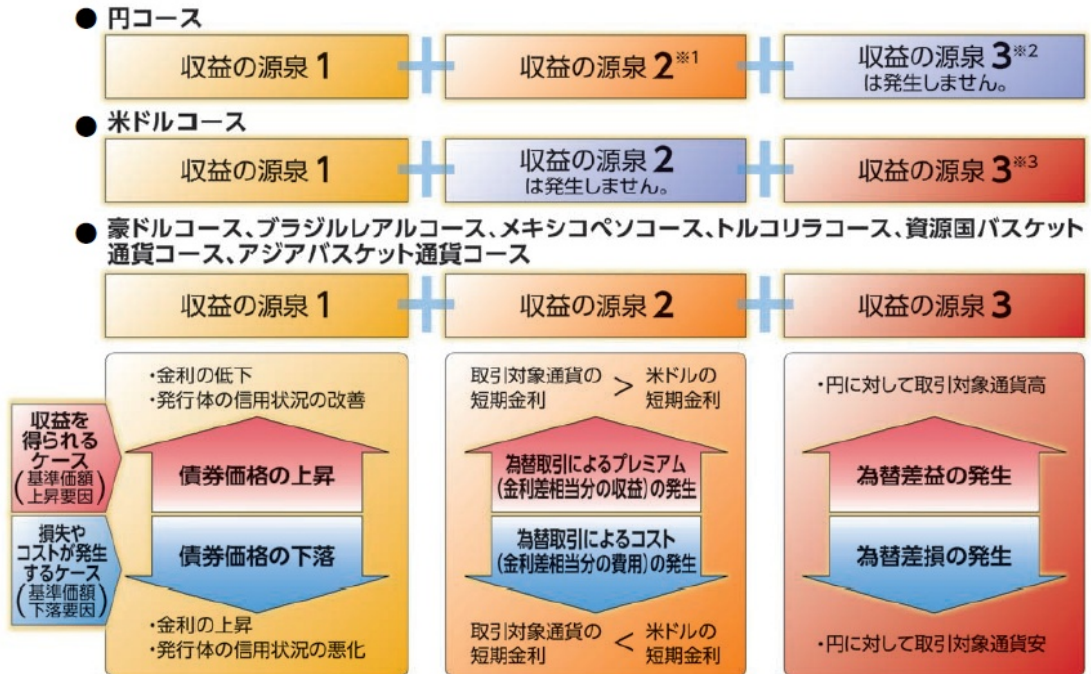 ● 円コース
収益の源泉 1 + 収益の源泉 2※1 + 収益の源泉 3※2
は発生しません。
● 米ドルコース
収益の源泉 1 + 収益の源泉 2 + 収益の源泉 3※3
は発生しません。
● 豪ドルコース、ブラジルレアルコース、メキシコペソコース、トルコリラコース、資源国バスケット
通貨コース、アジアバスケット通貨コース
収益の源泉 1 + 収益の源泉 2 + 収益の源泉 3
収益を
得られる
ケース
(基準価額
上昇要因)
損失や
コストが発生
するケース
(基準価額
下落要因)
・金利の低下
・発行体の信用状況の改善
債券価格の上昇
債券価格の下落
・金利の上昇
・発行体の信用状況の悪化
取引対象通貨の > 米ドルの
短期金利 短期金利
為替取引によるプレミアム
(金利差相当分の収益)の発生
為替取引によるコスト
(金利差相当分の費用)の発生
取引対象通貨の < 米ドルの
短期金利 短期金利
・円に対して取引対象通貨高
為替差益の発生
為替差損の発生
・円に対して取引対象通貨安